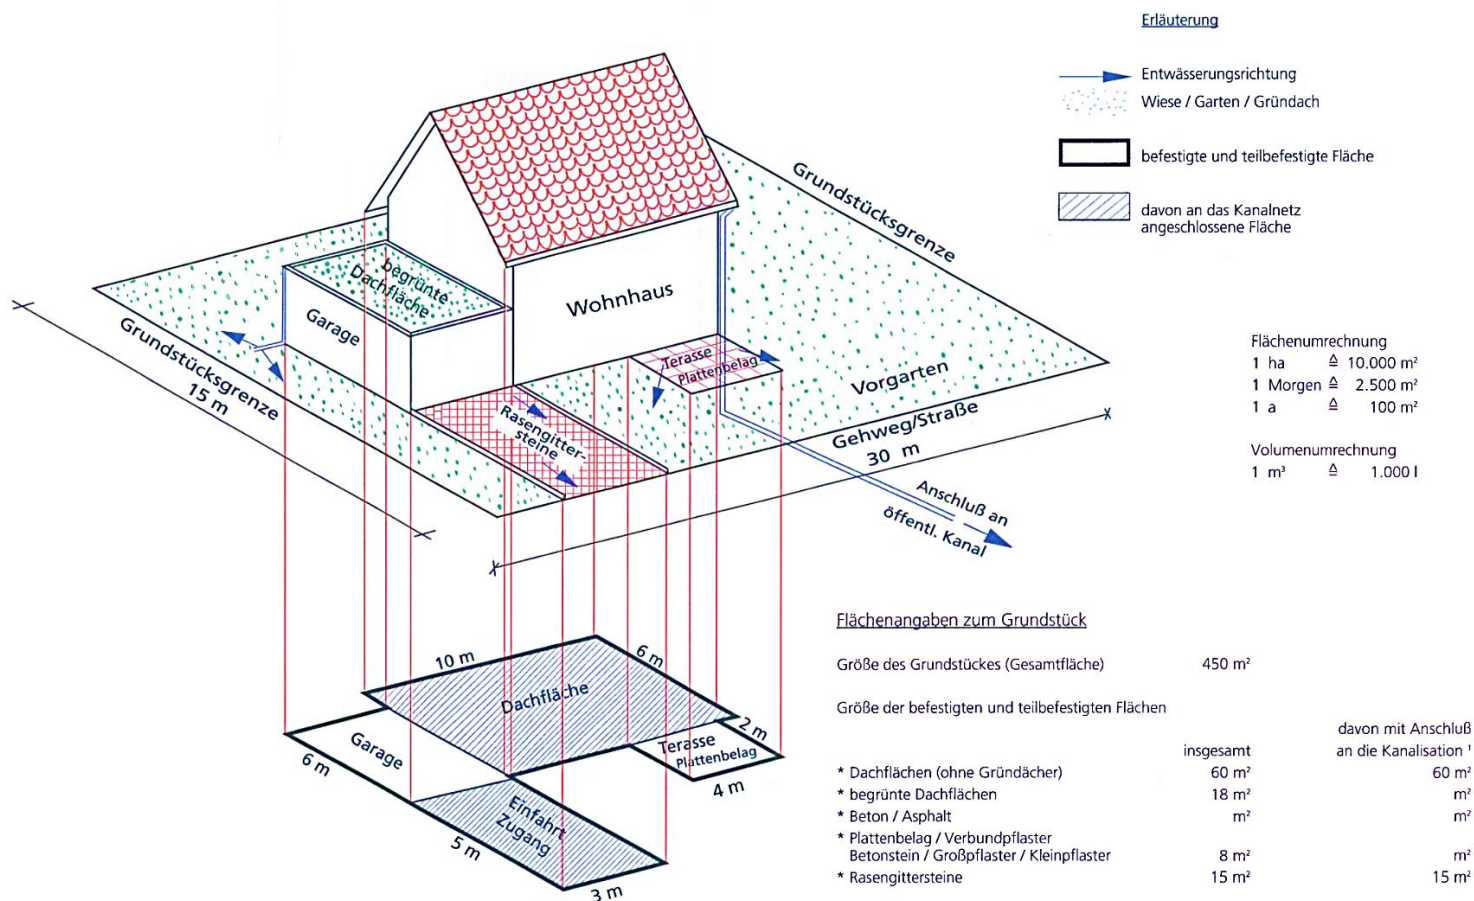 Erläuterung
Entwässerungsrichtung
Wiese / Garten / Gründach
befestigte und teilbefestigte Fläche
davon an das Kanalnetz
angeschlossene Fläche
Grundstücksgrenze
begrünte
Dachfläche
Wohnhaus
Garage
Grundstücksgrenze
15 m
Terasse
Plattenbelag
Vorgarten
Rasengitter-
steine
Gehweg/Straße
30 m
Anschluß an
öffentl. Kanal
Flächenumrechnung
1 ha ≙ 10.000 m²
1 Morgen ≙ 2.500 m²
1 a ≙ 100 m²
Volumenumrechnung
1 m³ ≙ 1.000 l
10 m
6 m
Dachfläche
2 m
Garage
Terasse
Plattenbelag
6 m
4 m
Einfahrt
Zugang
5 m
3 m
Flächenangaben zum Grundstück
Größe des Grundstückes (Gesamtfläche) 450 m²
Größe der befestigten und teilbefestigten Flächen
davon mit Anschluß
insgesamt an die Kanalisation ¹
* Dachflächen (ohne Gründächer) 60 m² 60 m²
* begrünte Dachflächen 18 m² m²
* Beton / Asphalt m² m²
* Plattenbelag / Verbundpflaster
Betonstein / Großpflaster / Kleinpflaster 8 m² m²
* Rasengittersteine 15 m² 15 m²